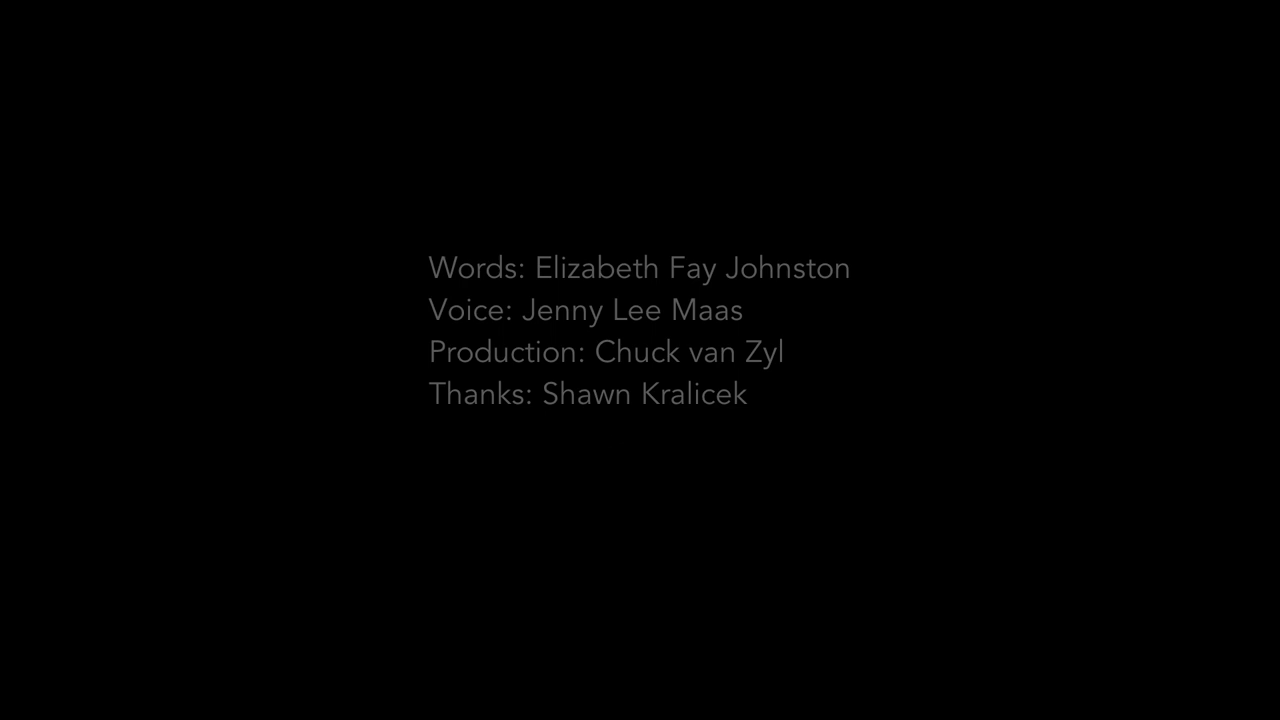 Words: Elizabeth Fay Johnston
Voice: Jenny Lee Maas
Production: Chuck van Zyl
Thanks: Shawn Kralicek